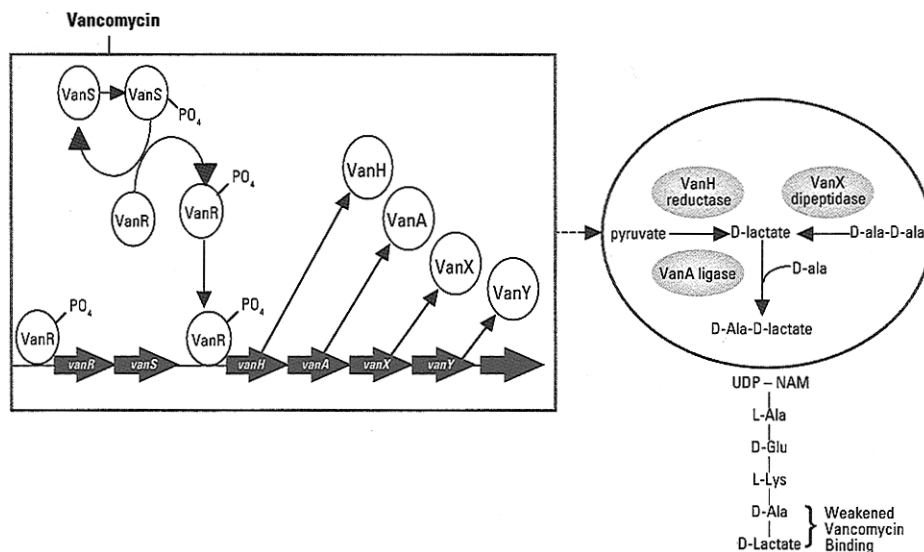 Vancomycin
VanS
VanS
PO4
VanR
VanR
PO4
VanH
VanA
VanX
VanY
VanR
PO4
VanR
PO4
vanR
vanS
vanH
vanA
vanX
vanY
VanH
reductase
VanX
dipeptidase
pyruvate
D-lactate
D-ala-D-ala
VanA ligase
D-ala
D-Ala-D-lactate
UDP – NAM
L-Ala
D-Glu
L-Lys
D-Ala
D-Lactate
Weakened
Vancomycin
Binding